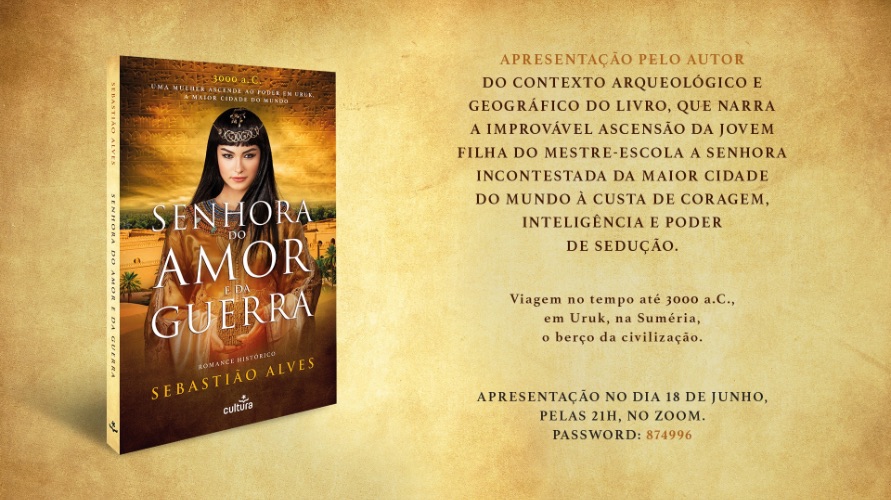 SEBASTIÃO ALVES
SENHORA DO AMOR E DA GUERRA
3000 a.C.
UMA MULHER ASCENDE AO PODER EM URUK,
A MAIOR CIDADE DO MUNDO
SENHORA
DO
AMOR
E DA
GUERRA
ROMANCE HISTÓRICO
SEBASTIÃO ALVES
cultura
APRESENTAÇÃO PELO AUTOR
DO CONTEXTO ARQUEOLÓGICO E
GEOGRÁFICO DO LIVRO, QUE NARRA
A IMPROVÁVEL ASCENSÃO DA JOVEM
FILHA DO MESTRE-ESCOLA A SENHORA
INCONTESTADA DA MAIOR CIDADE
DO MUNDO À CUSTA DE CORAGEM,
INTELIGÊNCIA E PODER
DE SEDUÇÃO.
Viagem no tempo até 3000 a.C.,
em Uruk, na Suméria,
o berço da civilização.
APRESENTAÇÃO NO DIA 18 DE JUNHO,
PELAS 21H, NO ZOOM.
PASSWORD: 874996